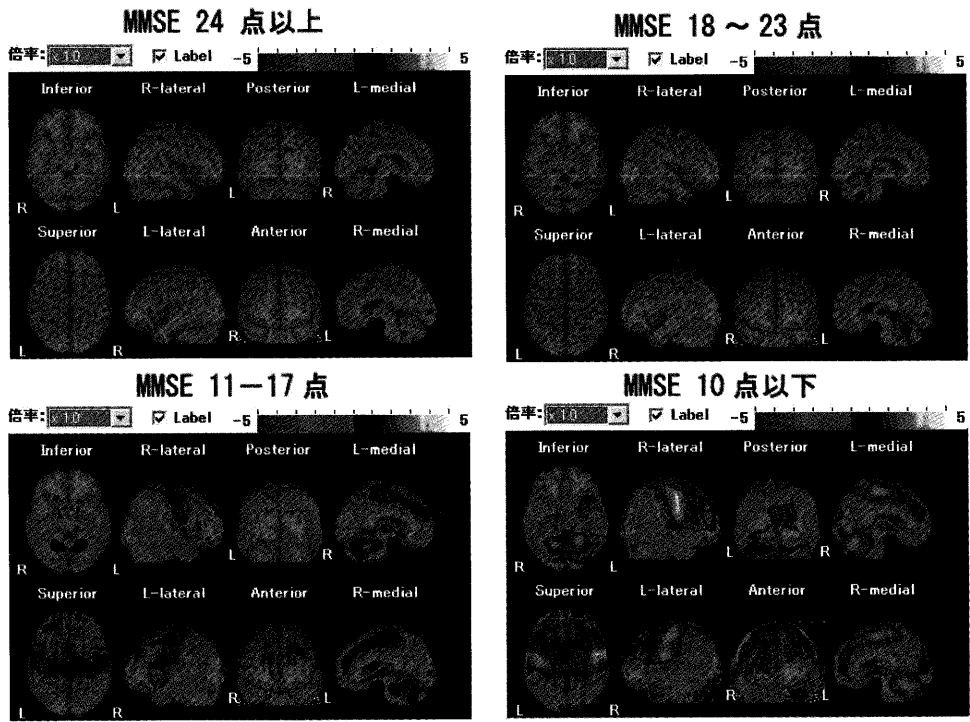 MMSE 24 点以上
倍率: Label -5 5
Inferior R-lateral Posterior L-medial
R L L R
Superior L-lateral Anterior R-medial
L R R L
MMSE 18 ~ 23 点
倍率: Label -5 5
Inferior R-lateral Posterior L-medial
R L L R
Superior L-lateral Anterior R-medial
L R R L
MMSE 11-17 点
倍率: Label -5 5
Inferior R-lateral Posterior L-medial
R L L R
Superior L-lateral Anterior R-medial
L R R L
MMSE 10 点以下
倍率: Label -5 5
Inferior R-lateral Posterior L-medial
R L L R
Superior L-lateral Anterior R-medial
L R R L